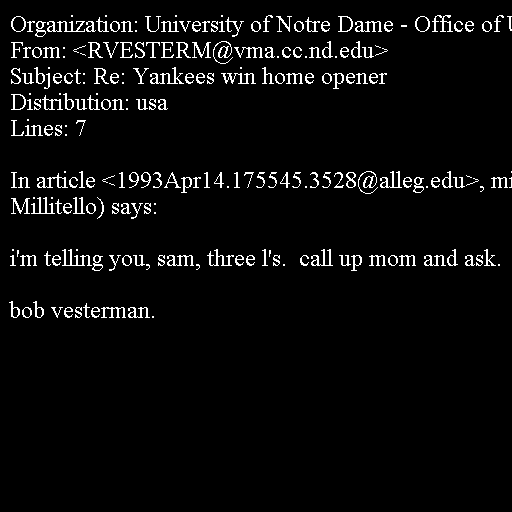 Organization: University of Notre Dame - Office of
From: <RVESTERM@vma.cc.nd.edu>
Subject: Re: Yankees win home opener
Distribution: usa
Lines: 7
In article <1993Apr14.175545.3528@alleg.edu>, mi
Millitello) says:
i'm telling you, sam, three l's.  call up mom and ask.
bob vesterman.